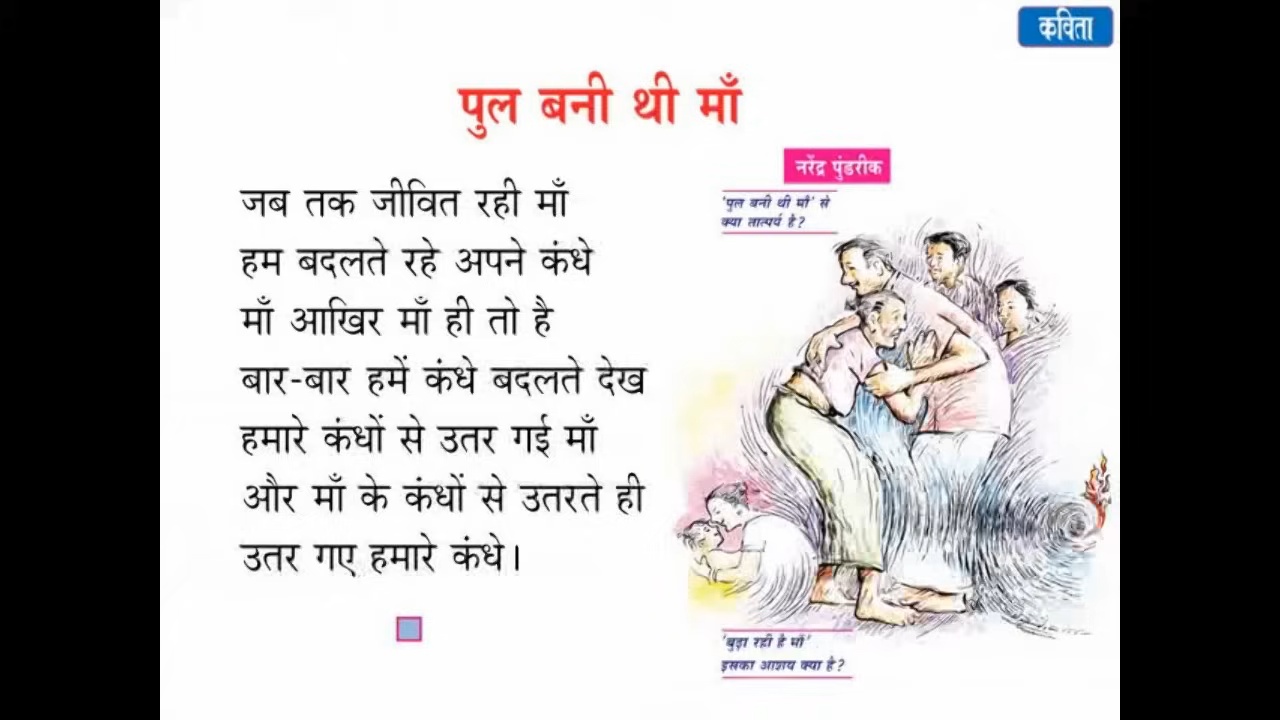 कविता
पुल बनी थी माँ
नरेंद्र पुंडरीक
'पुल बनी थी माँ' से
क्या तात्पर्य है?
जब तक जीवित रही माँ
हम बदलते रहे अपने कंधे
माँ आखिर माँ ही तो है
बार-बार हमें कंधे बदलते देख
हमारे कंधों से उतर गई माँ
और माँ के कंधों से उतरते ही
उतर गए हमारे कंधे।
'बुढ़ा रही है माँ'
इसका आशय क्या है?